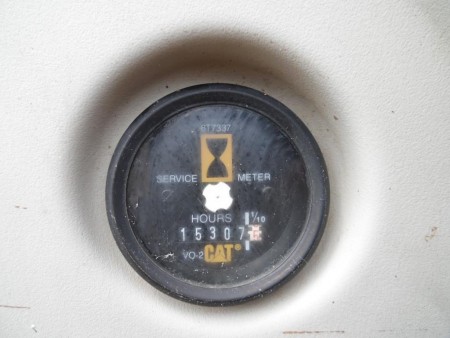 SERVICE METER
HOURS 1/10
15307
VO-2 CAT®